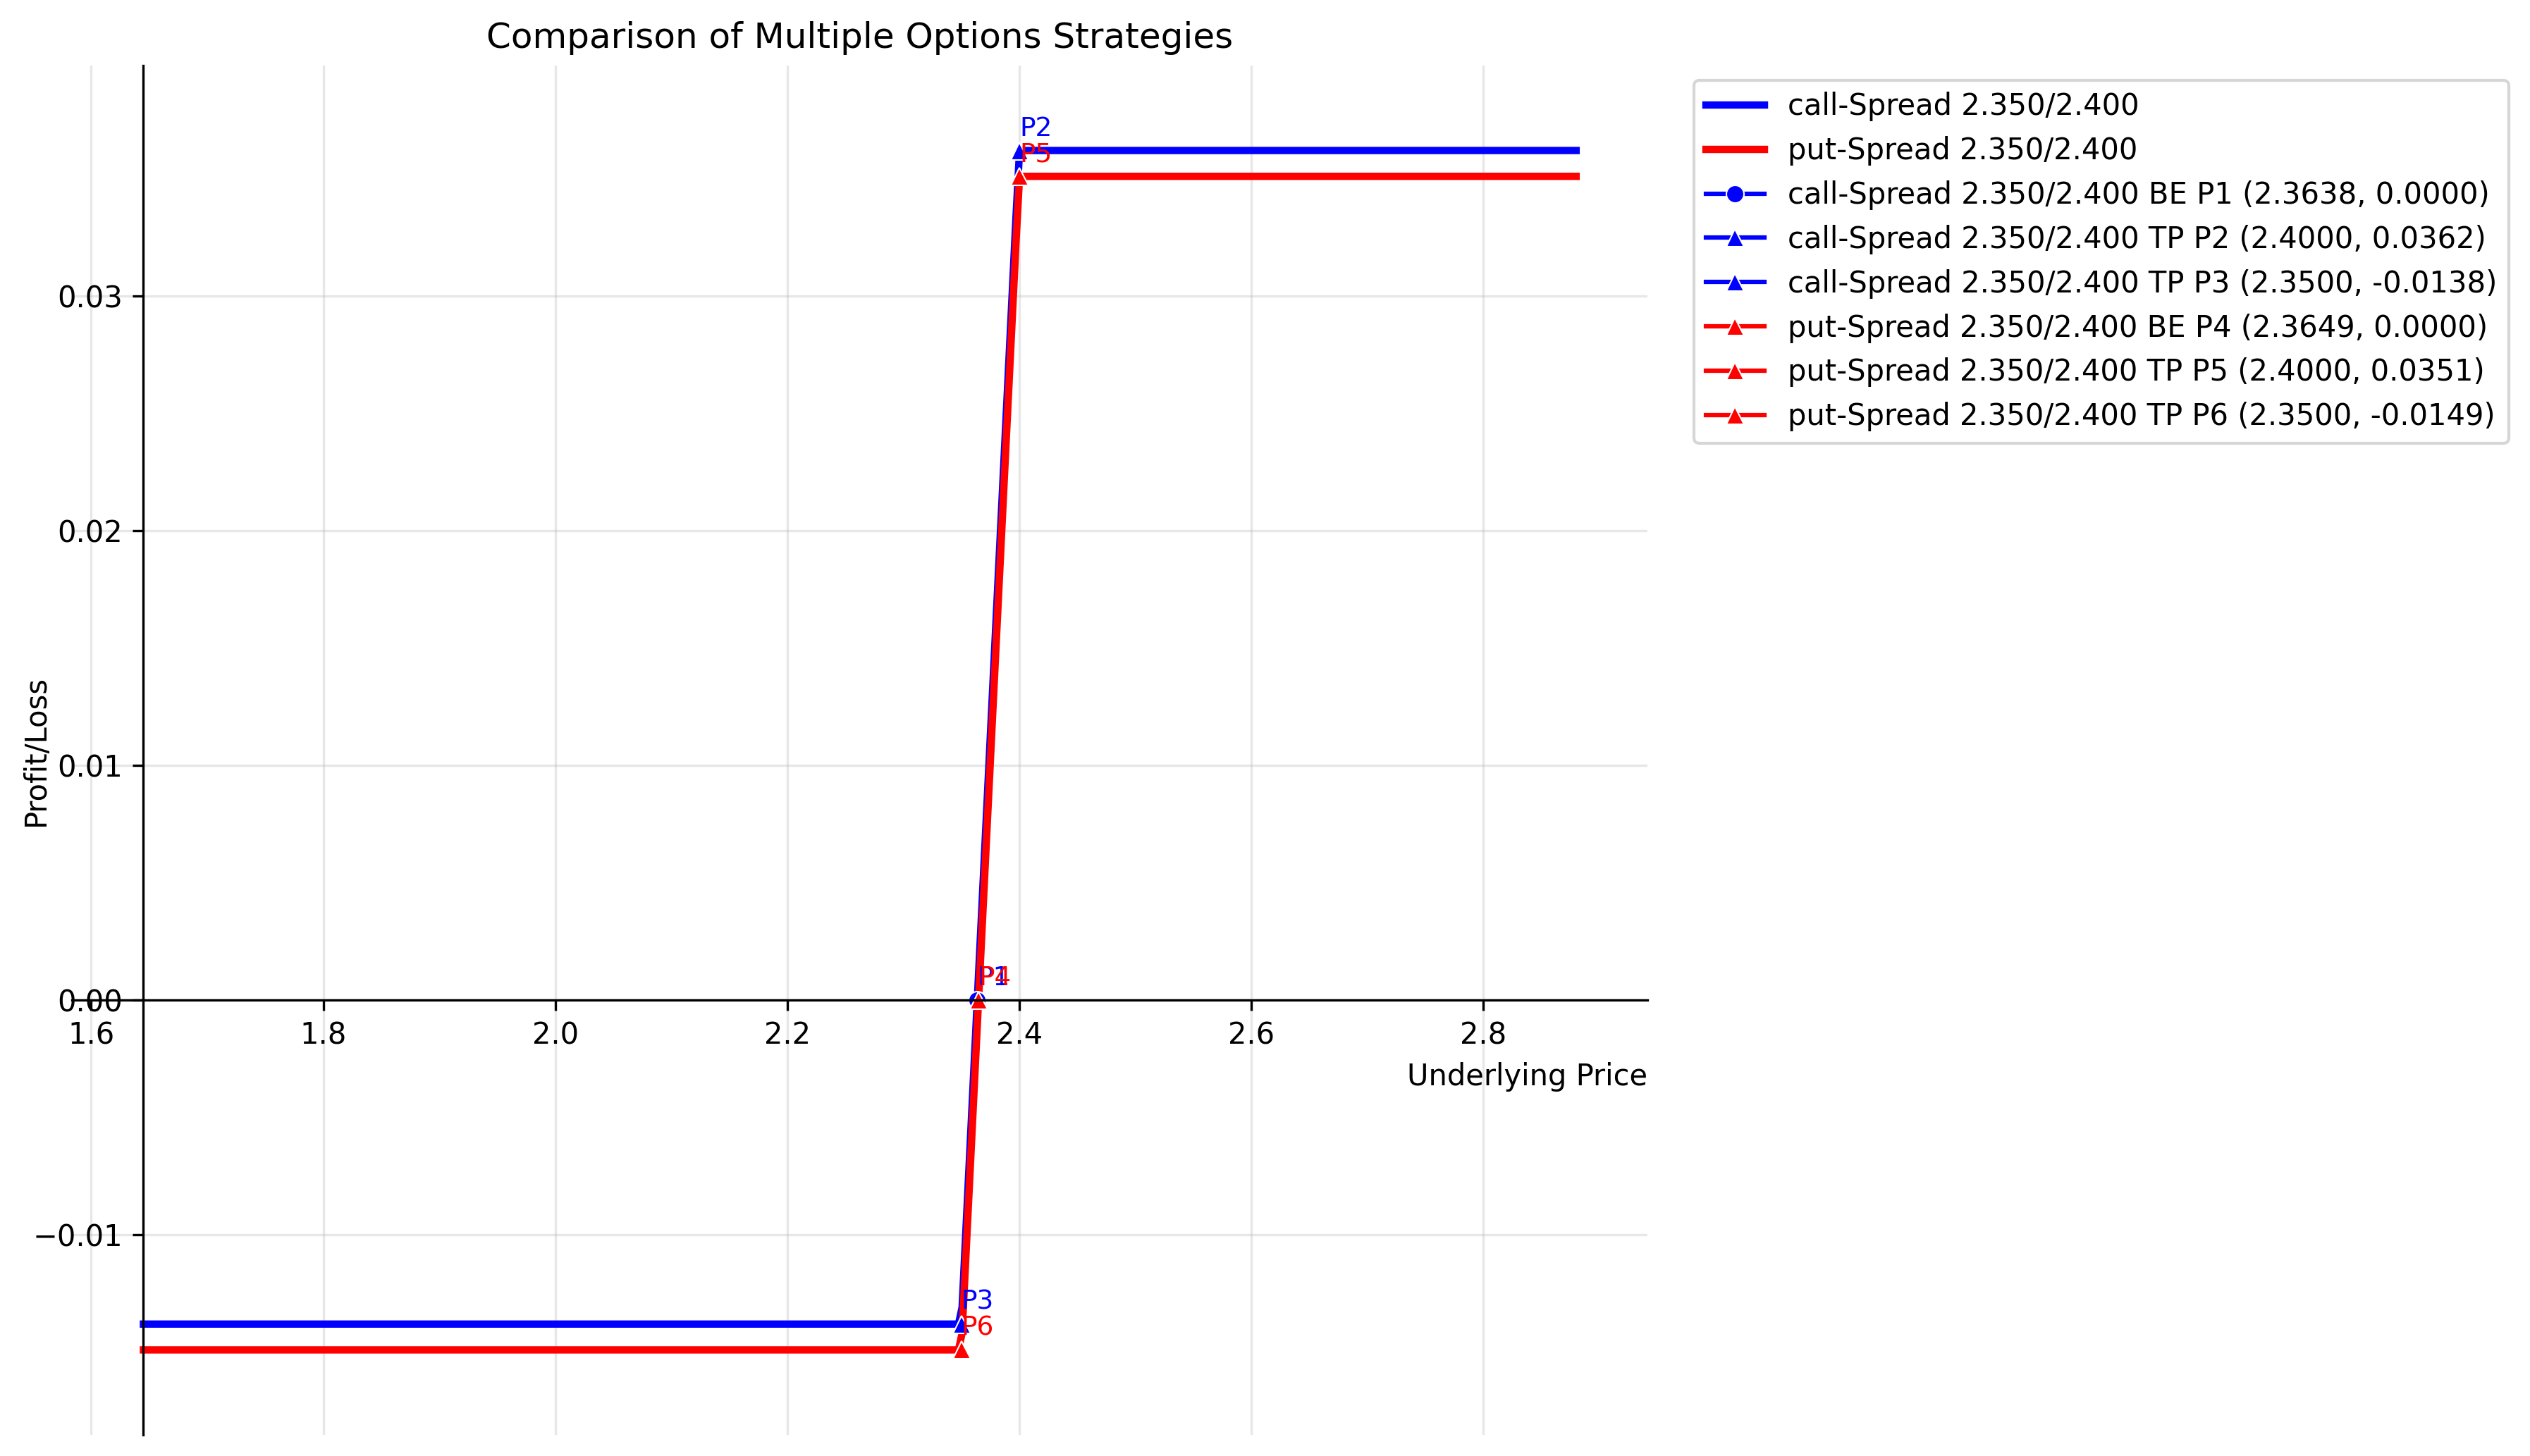 Comparison of Multiple Options Strategies
call-Spread 2.350/2.400
put-Spread 2.350/2.400
call-Spread 2.350/2.400 BE P1 (2.3638, 0.0000)
call-Spread 2.350/2.400 TP P2 (2.4000, 0.0362)
call-Spread 2.350/2.400 TP P3 (2.3500, -0.0138)
put-Spread 2.350/2.400 BE P4 (2.3649, 0.0000)
put-Spread 2.350/2.400 TP P5 (2.4000, 0.0351)
put-Spread 2.350/2.400 TP P6 (2.3500, -0.0149)
P2
P5
0.03
0.02
Profit/Loss
0.01
P1
P4
0.00
1.6 1.8 2.0 2.2 2.4 2.6 2.8
Underlying Price
−0.01
P3
P6